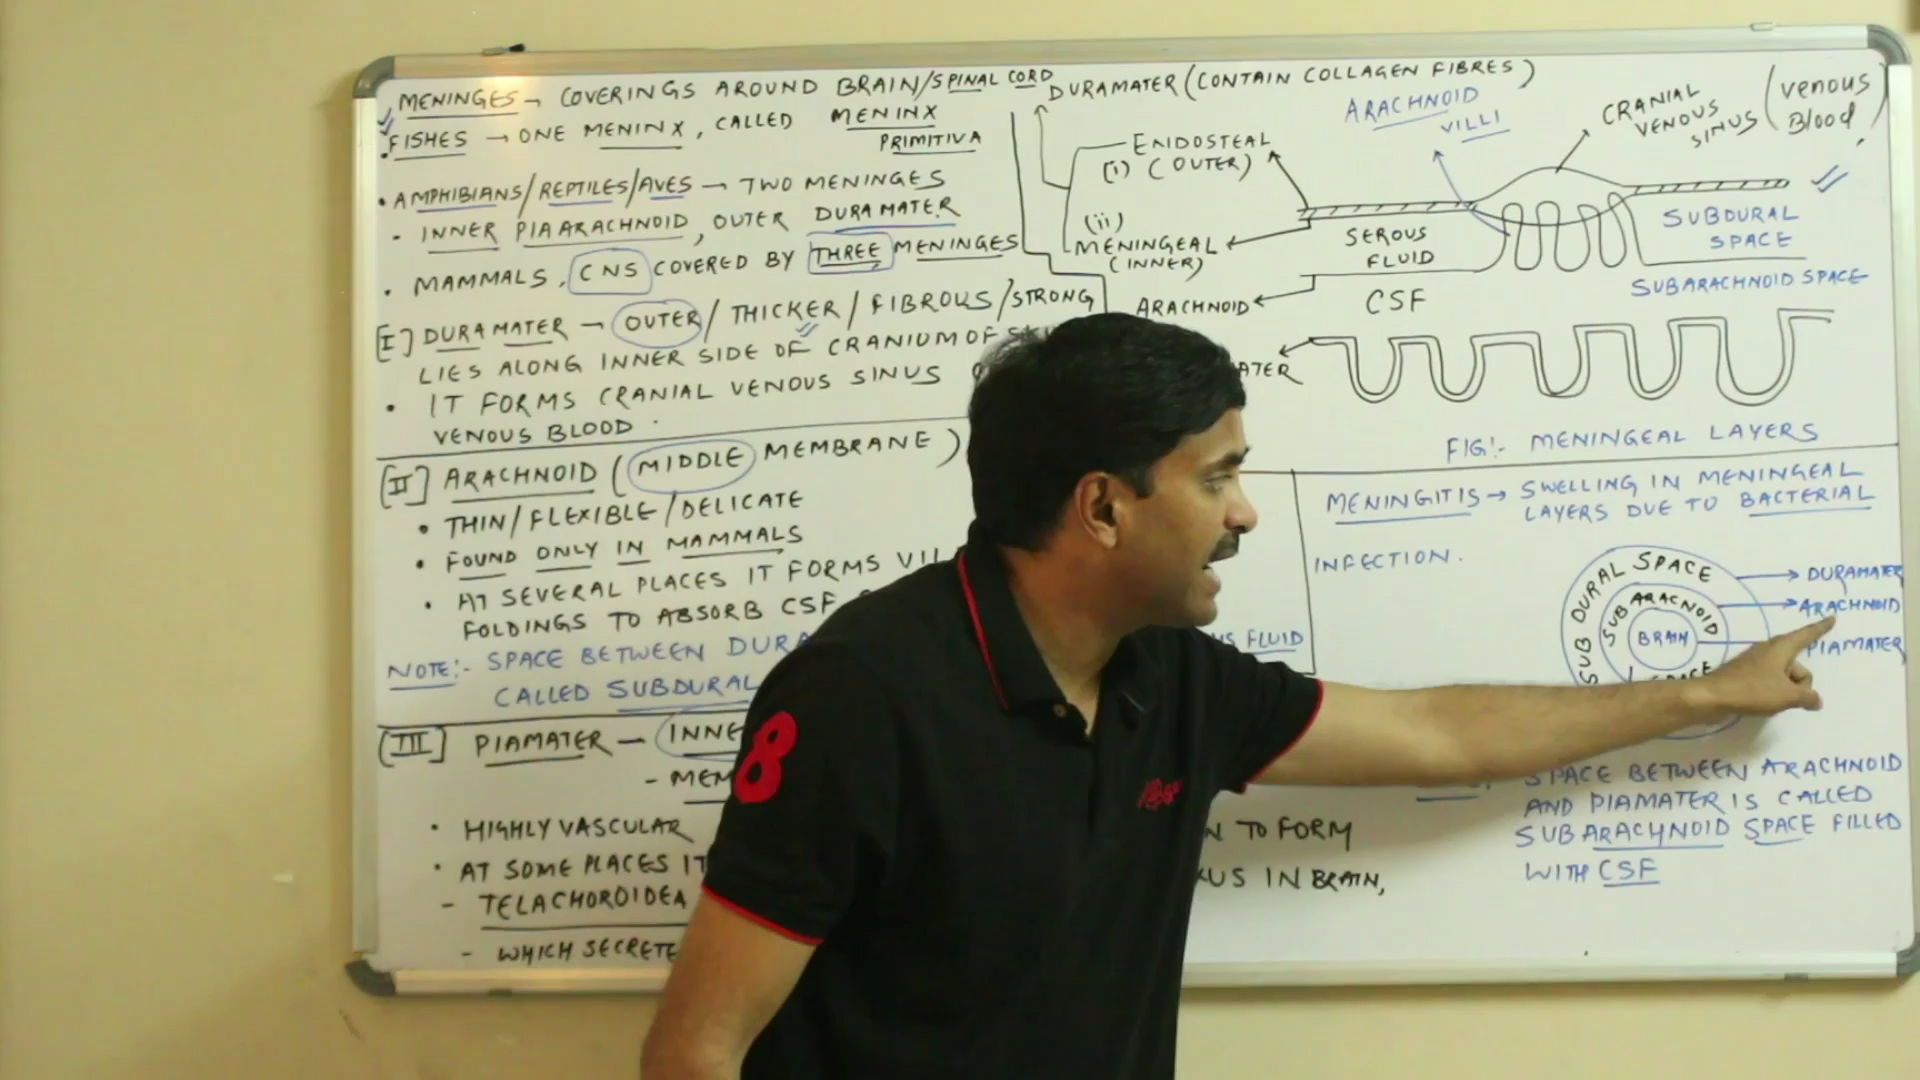 MENINGES → COVERINGS AROUND BRAIN/SPINAL CORD
FISHES → ONE MENINX, CALLED MENINX
PRIMITIVA
• AMPHIBIANS/REPTILES/AVES → TWO MENINGES
- INNER PIAARACHNOID, OUTER DURAMATER
• MAMMALS, CNS COVERED BY THREE MENINGES
[I] DURAMATER → OUTER/THICKER/FIBROUS/STRONG
LIES ALONG INNER SIDE OF CRANIUM OF
• IT FORMS CRANIAL VENOUS SINUS
VENOUS BLOOD.
[II] ARACHNOID (MIDDLE MEMBRANE)
• THIN/FLEXIBLE/DELICATE
• FOUND ONLY IN MAMMALS
• AT SEVERAL PLACES IT FORMS
FOLDINGS TO ABSORB CSF
NOTE:- SPACE BETWEEN
CALLED SUBDURAL
FLUID
[III] PIAMATER -
-
• HIGHLY VASCULAR
• AT SOME PLACES IT
TO FORM
- TELACHOROIDEA
IN BRAIN,
- WHICH
DURAMATER (CONTAIN COLLAGEN FIBRES)
ENDOSTEAL
(i) (OUTER)
(ii)
MENINGEAL
(INNER)
ARACHNOID
ARACHNOID
VILLI
CRANIAL
VENOUS
SINUS
(venous
Blood)
SEROUS
FLUID
SUBDURAL
SPACE
SUBARACHNOID SPACE
CSF
FIG:- MENINGEAL LAYERS
MENINGITIS → SWELLING IN MENINGEAL
LAYERS DUE TO BACTERIAL
INFECTION.
SUB DURAL SPACE
SUBARACNOID
SPACE
BRAIN
DURAMATER
ARACHNOID
PIAMATER
SPACE BETWEEN ARACHNOID
AND PIAMATER IS CALLED
SUBARACHNOID SPACE FILLED
WITH CSF
8